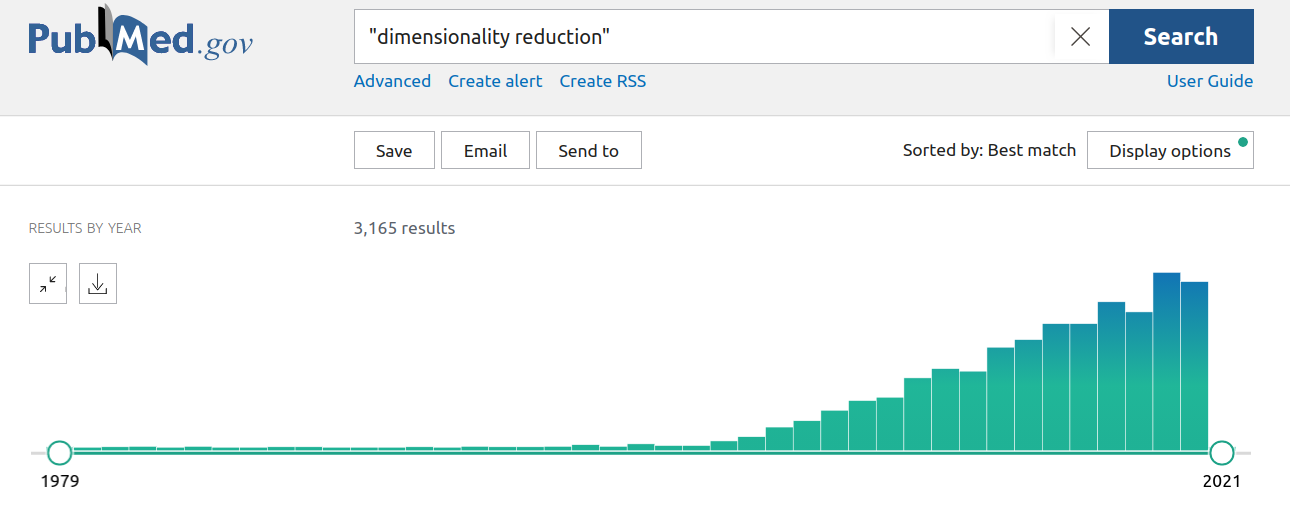 PubMed.gov
"dimensionality reduction"
Search
Advanced Create alert Create RSS
User Guide
Save Email Send to
Sorted by: Best match
Display options
RESULTS BY YEAR
3,165 results
1979
2021